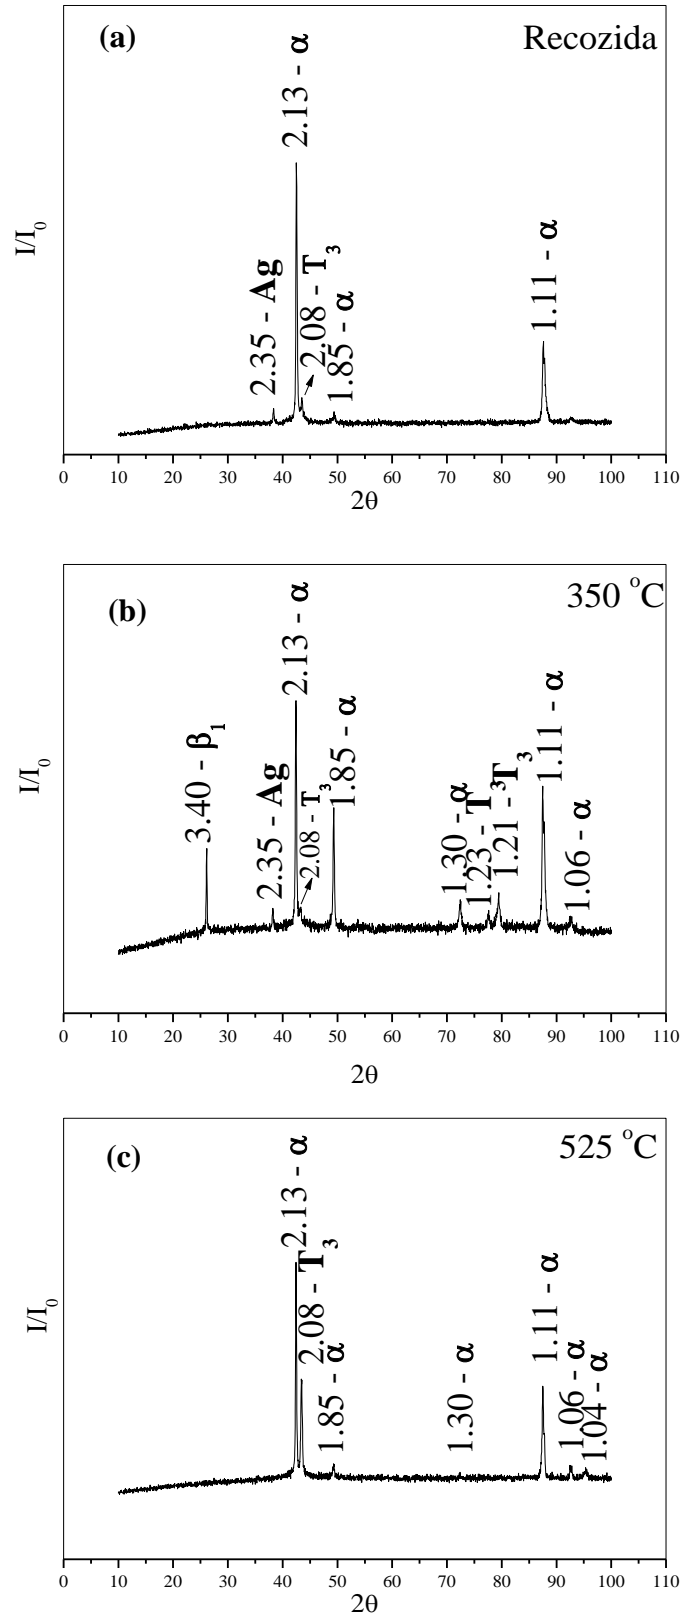 (a)
Recozida
I/I₀
2.35 - Ag
2.13 - α
2.08 - T₃
1.85 - α
1.11 - α
0 10 20 30 40 50 60 70 80 90 100 110
2θ
(b)
350 °C
I/I₀
3.40 - β₁
2.35 - Ag
2.13 - α
2.08 - T₃
1.85 - α
1.30 - α
1.23 - T₃
1.21 - T₃
1.11 - α
1.06 - α
0 10 20 30 40 50 60 70 80 90 100 110
2θ
(c)
525 °C
I/I₀
2.13 - α
2.08 - T₃
1.85 - α
1.30 - α
1.11 - α
1.06 - α
1.04 - α
0 10 20 30 40 50 60 70 80 90 100 110
2θ